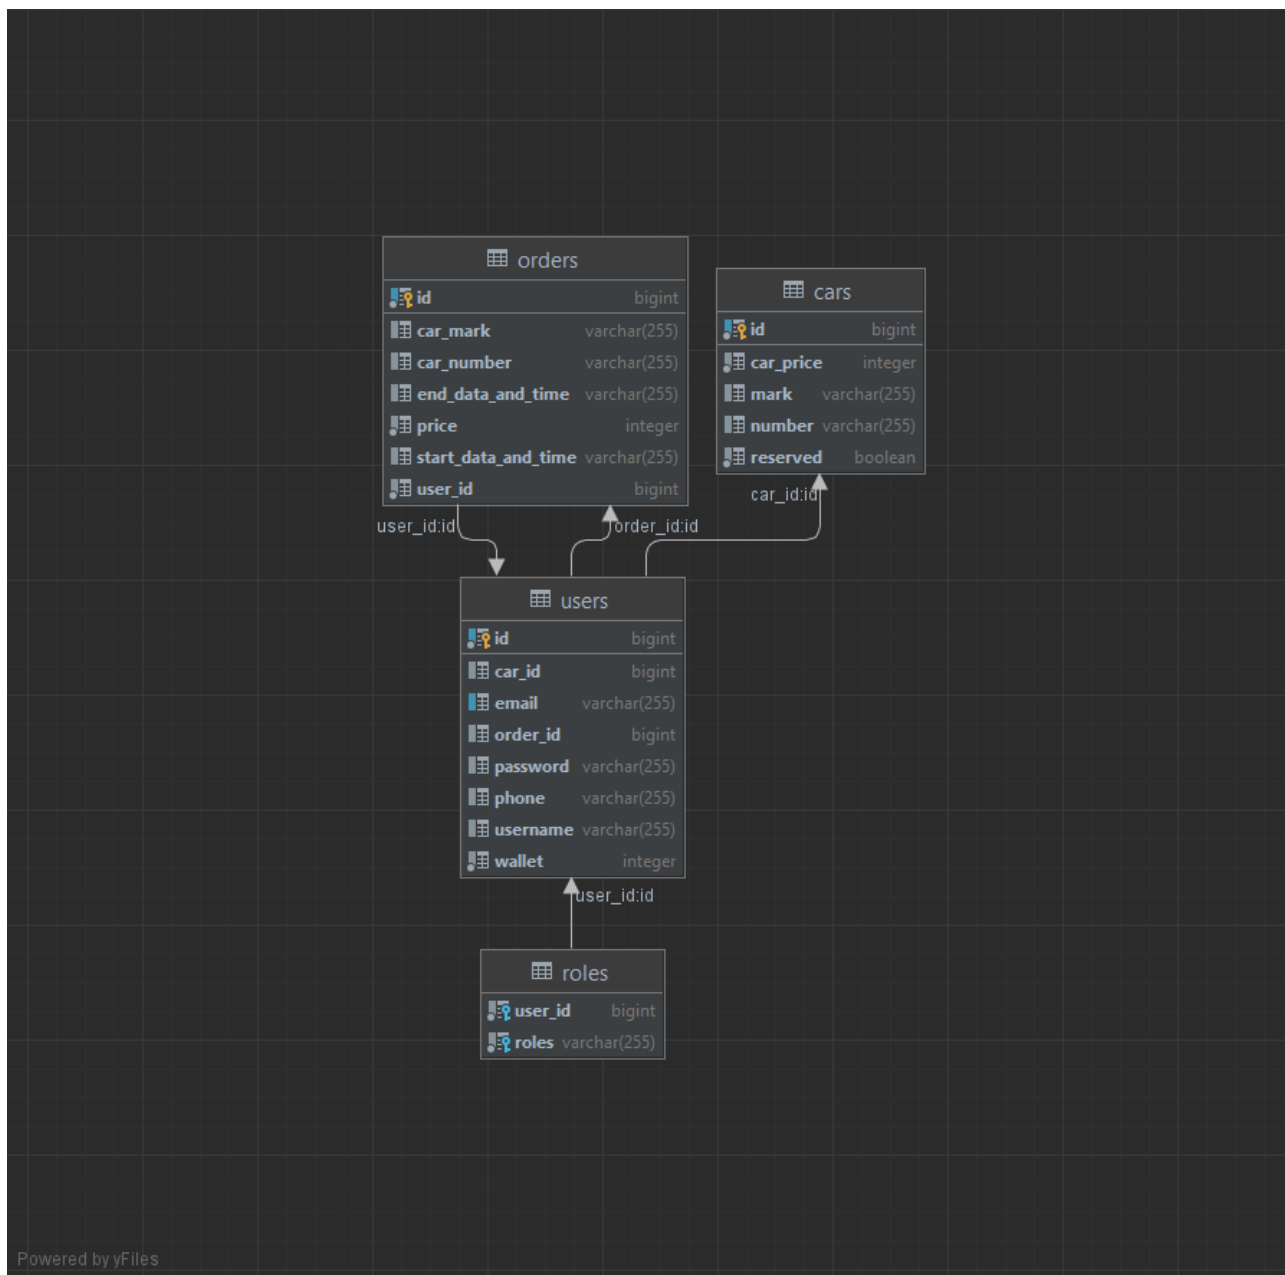 orders
id bigint
car_mark varchar(255)
car_number varchar(255)
end_data_and_time varchar(255)
price integer
start_data_and_time varchar(255)
user_id bigint
cars
id bigint
car_price integer
mark varchar(255)
number varchar(255)
reserved boolean
car_id:id
user_id:id
order_id:id
users
id bigint
car_id bigint
email varchar(255)
order_id bigint
password varchar(255)
phone varchar(255)
username varchar(255)
wallet integer
user_id:id
roles
user_id bigint
roles varchar(255)
Powered by yFiles